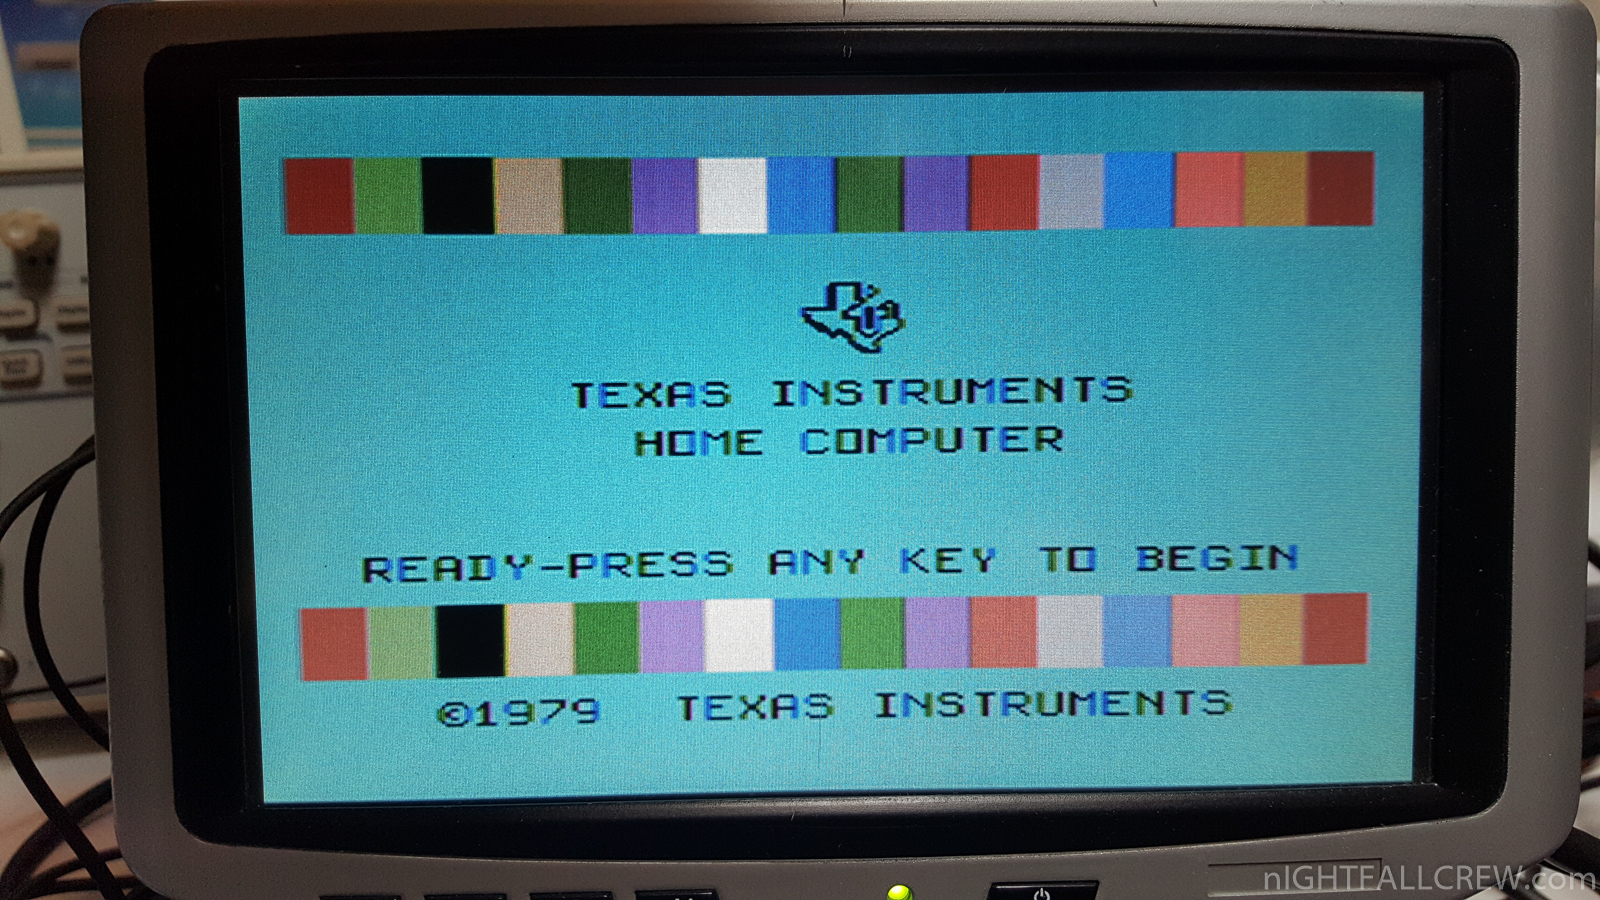 TEXAS INSTRUMENTS
HOME COMPUTER
READY-PRESS ANY KEY TO BEGIN
©1979 TEXAS INSTRUMENTS
nIGHTFALLCREW.com